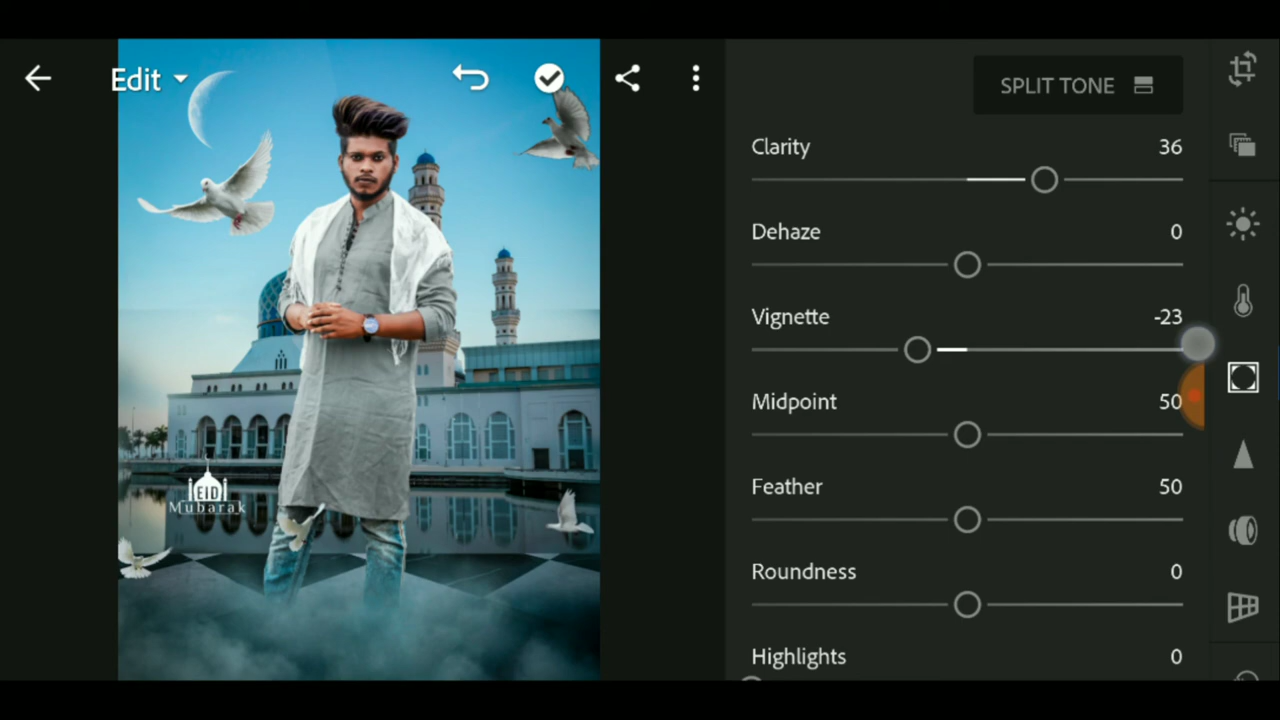 Edit
SPLIT TONE
Clarity 36
Dehaze 0
Vignette -23
Midpoint 50
Feather 50
Roundness 0
Highlights 0
EID
Mubarak